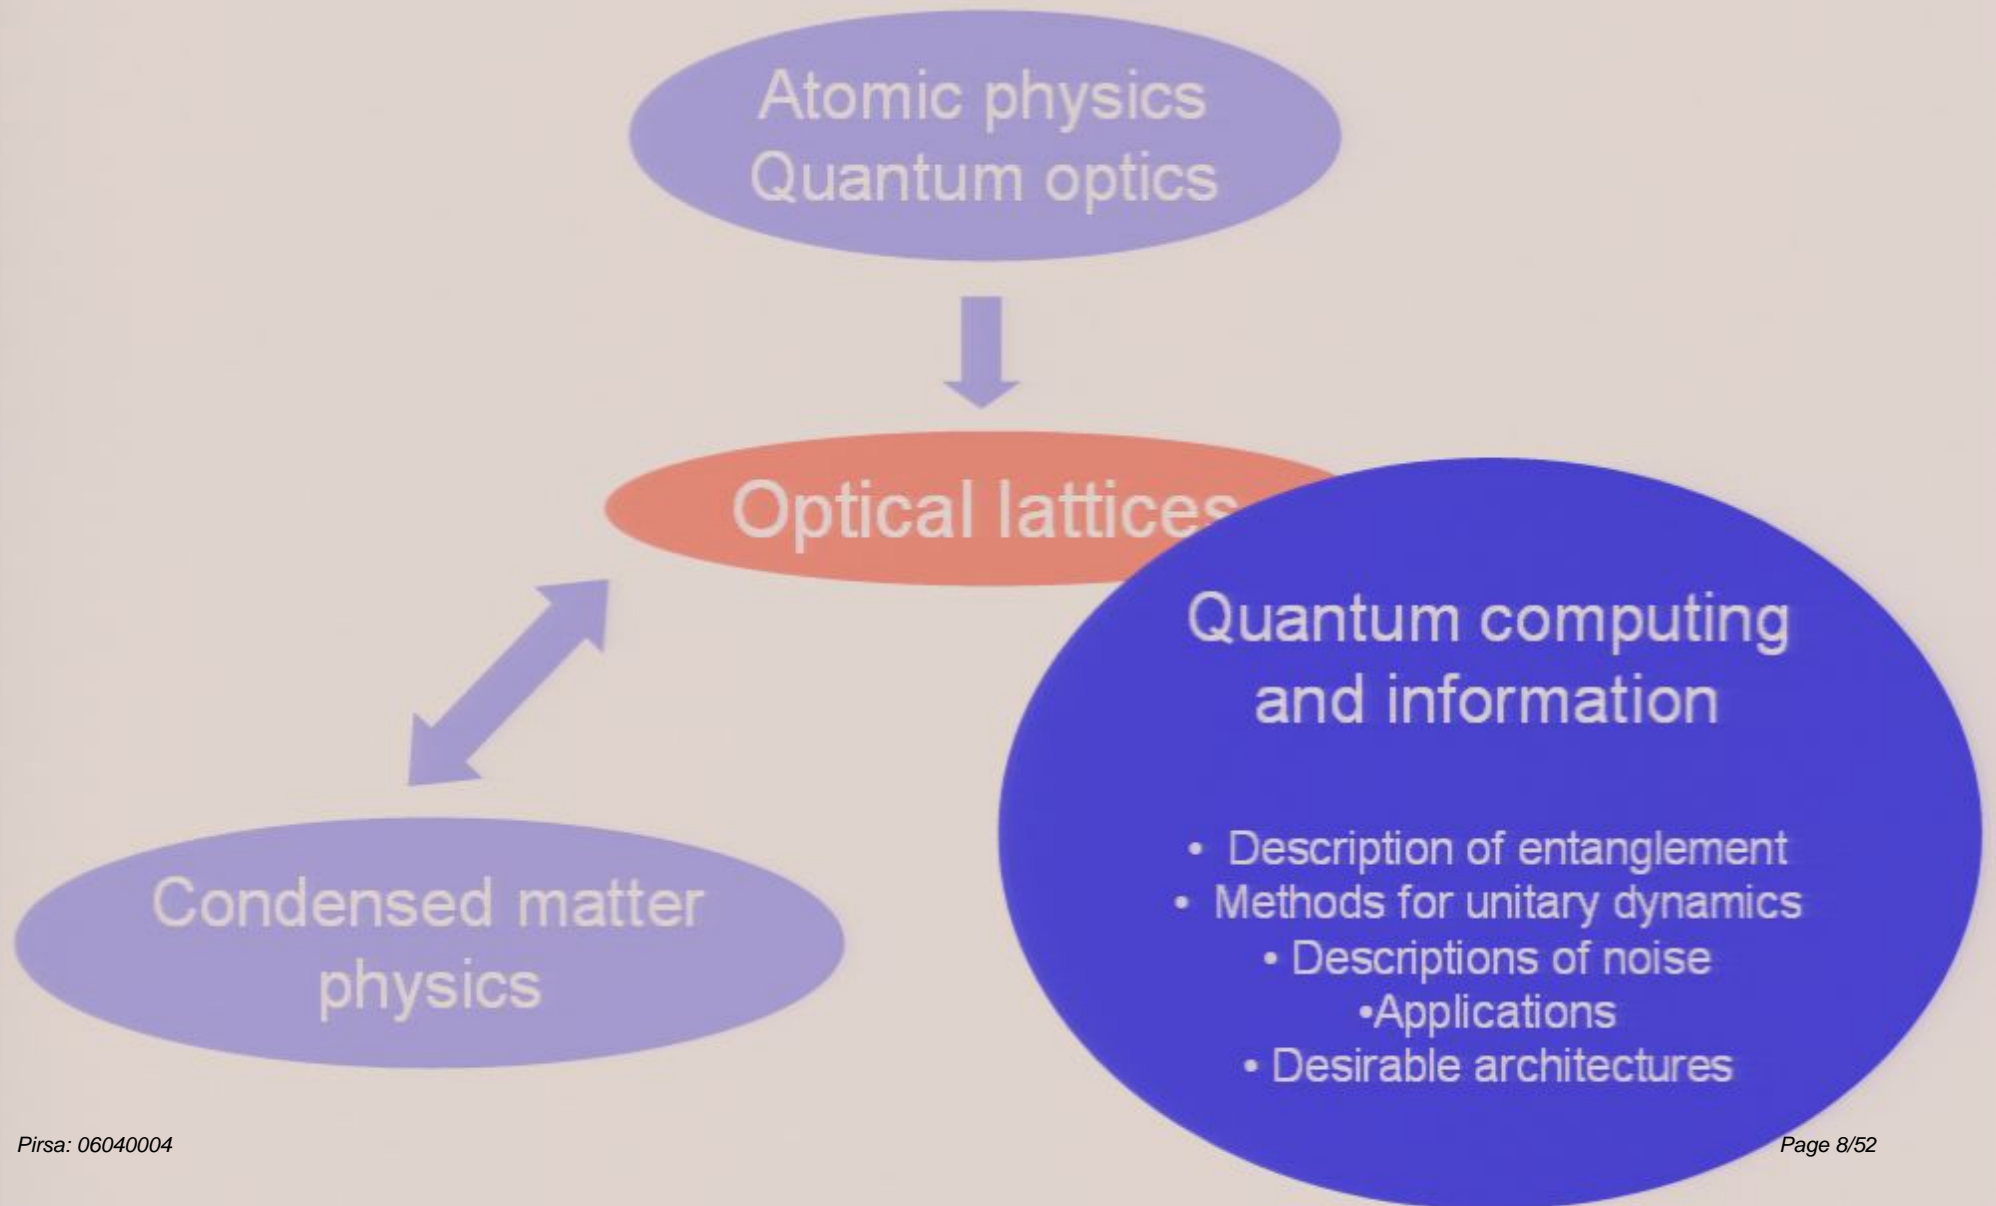 Atomic physics
Quantum optics
Optical lattices
Quantum computing
and information
• Description of entanglement
• Methods for unitary dynamics
• Descriptions of noise
•Applications
• Desirable architectures
Condensed matter
physics
Pirsa: 06040004
Page 8/52